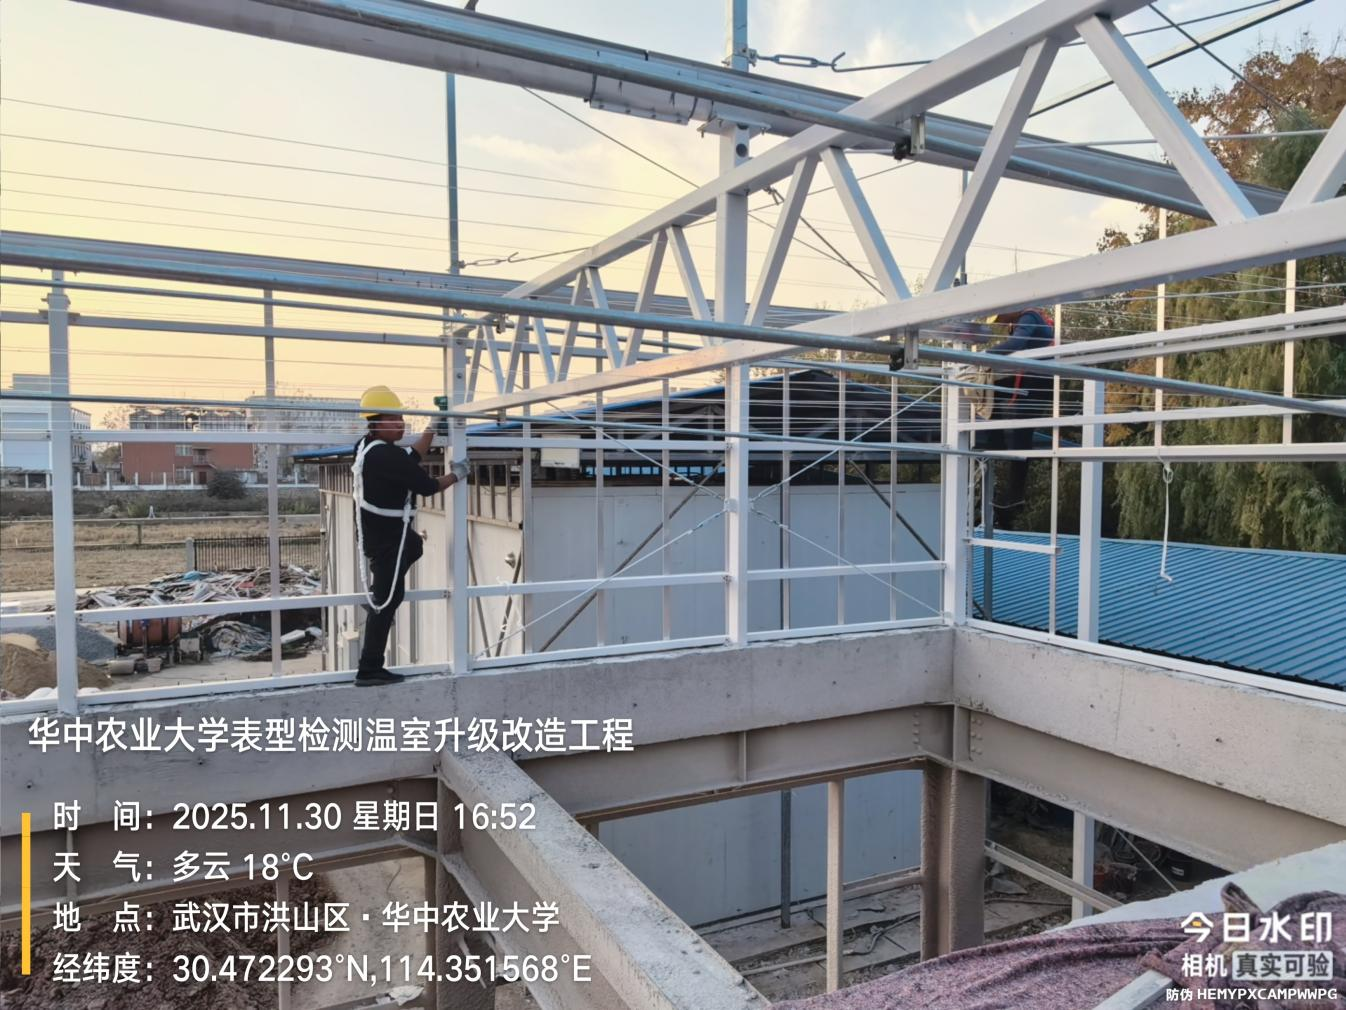 华中农业大学表型检测温室升级改造工程
时 间：2025.11.30 星期日 16:52
天 气：多云 18°C
地 点：武汉市洪山区·华中农业大学
经纬度：30.472293°N,114.351568°E
今日水印
相机 真实可验
防伪 HEMYPXCAMPWWPG